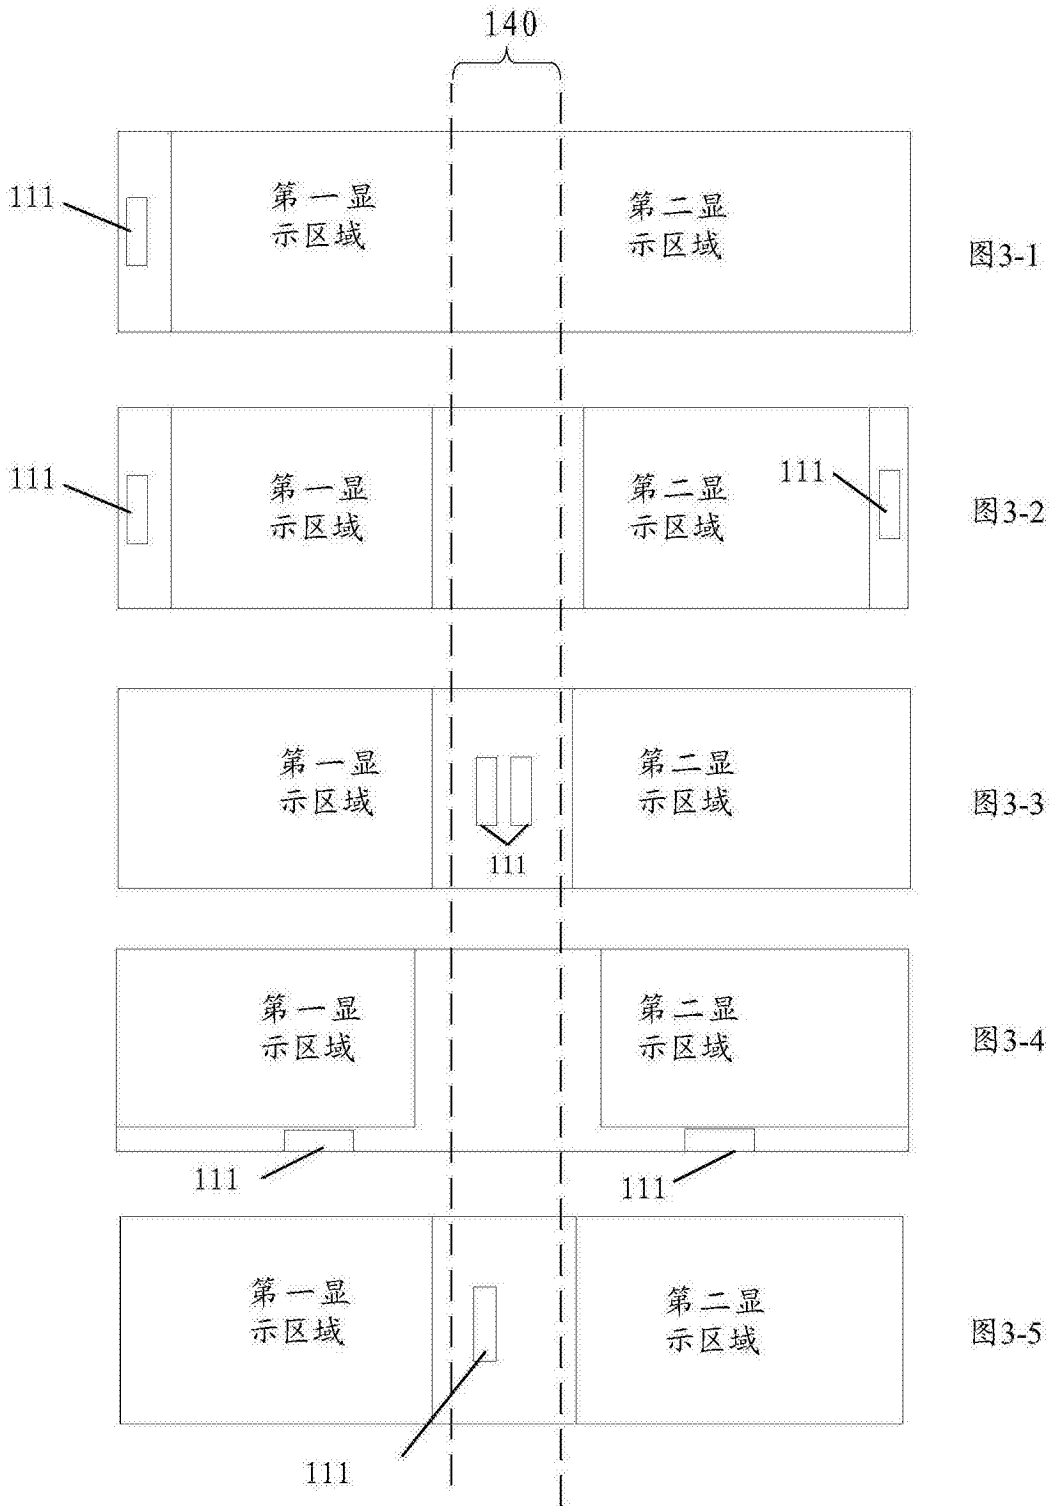 140
111
第一显
示区域
第二显
示区域
图3-1
111
第一显
示区域
第二显
示区域
111
图3-2
第一显
示区域
111
第二显
示区域
图3-3
第一显
示区域
第二显
示区域
图3-4
111
111
第一显
示区域
第二显
示区域
图3-5
111